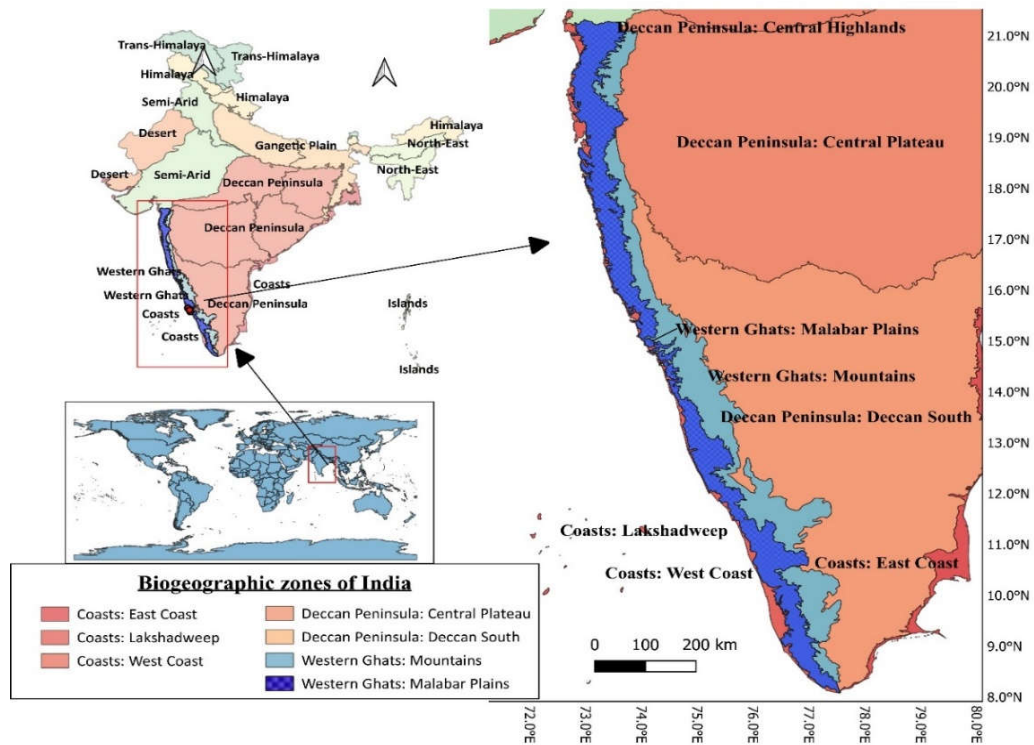 Trans-Himalaya
Trans-Himalaya
Himalaya
Himalaya
Semi-Arid
Himalaya
Desert
Gangetic Plain
North-East
Desert
Semi-Arid
Deccan Peninsula
North-East
Deccan Peninsula
Western Ghats
Coasts
Western Ghats
Deccan Peninsula
Coasts
Coasts
Islands
Islands
Biogeographic zones of India
Coasts: East Coast
Coasts: Lakshadweep
Coasts: West Coast
Deccan Peninsula: Central Plateau
Deccan Peninsula: Deccan South
Western Ghats: Mountains
Western Ghats: Malabar Plains
Deccan Peninsula: Central Highlands
Deccan Peninsula: Central Plateau
Western Ghats: Malabar Plains
Western Ghats: Mountains
Deccan Peninsula: Deccan South
Coasts: Lakshadweep
Coasts: East Coast
Coasts: West Coast
0 100 200 km
21.0°N
20.0°N
19.0°N
18.0°N
17.0°N
16.0°N
15.0°N
14.0°N
13.0°N
12.0°N
11.0°N
10.0°N
9.0°N
8.0°N
72.0°E
73.0°E
74.0°E
75.0°E
76.0°E
77.0°E
78.0°E
79.0°E
80.0°E